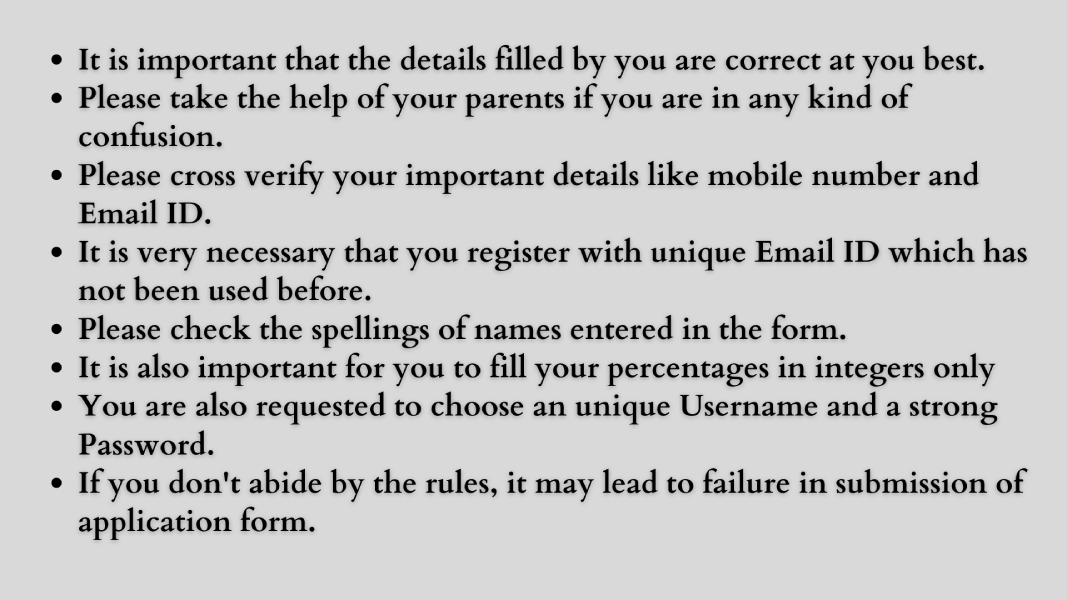 • It is important that the details filled by you are correct at you best.
• Please take the help of your parents if you are in any kind of
confusion.
• Please cross verify your important details like mobile number and
Email ID.
• It is very necessary that you register with unique Email ID which has
not been used before.
• Please check the spellings of names entered in the form.
• It is also important for you to fill your percentages in integers only
• You are also requested to choose an unique Username and a strong
Password.
• If you don't abide by the rules, it may lead to failure in submission of
application form.